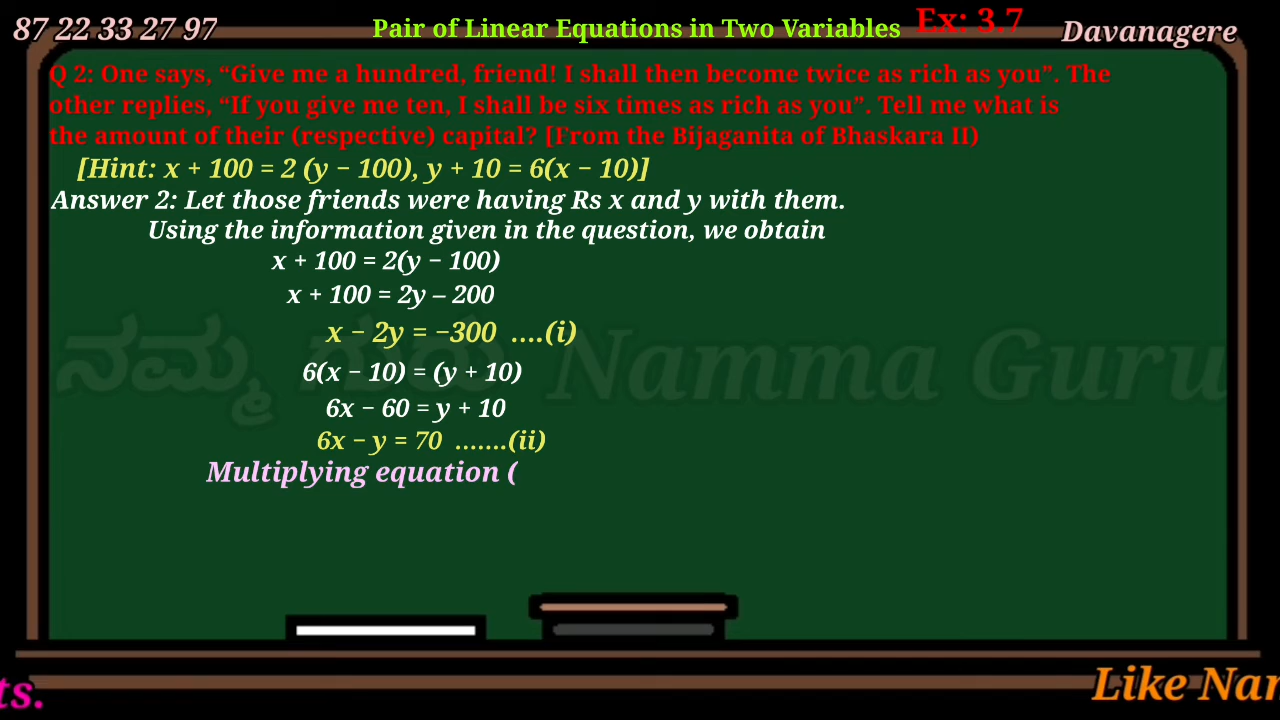 87 22 33 27 97 Pair of Linear Equations in Two Variables Ex: 3.7 Davanagere
Q 2: One says, “Give me a hundred, friend! I shall then become twice as rich as you”. The
other replies, “If you give me ten, I shall be six times as rich as you”. Tell me what is
the amount of their (respective) capital? [From the Bijaganita of Bhaskara II)
[Hint: x + 100 = 2 (y − 100), y + 10 = 6(x − 10)]
Answer 2: Let those friends were having Rs x and y with them.
Using the information given in the question, we obtain
x + 100 = 2(y − 100)
x + 100 = 2y – 200
x − 2y = −300 ....(i)
ನಮ್ಮ ಗುರು Namma Guru
6(x − 10) = (y + 10)
6x − 60 = y + 10
6x − y = 70 .......(ii)
Multiplying equation (
ts. Like Nar